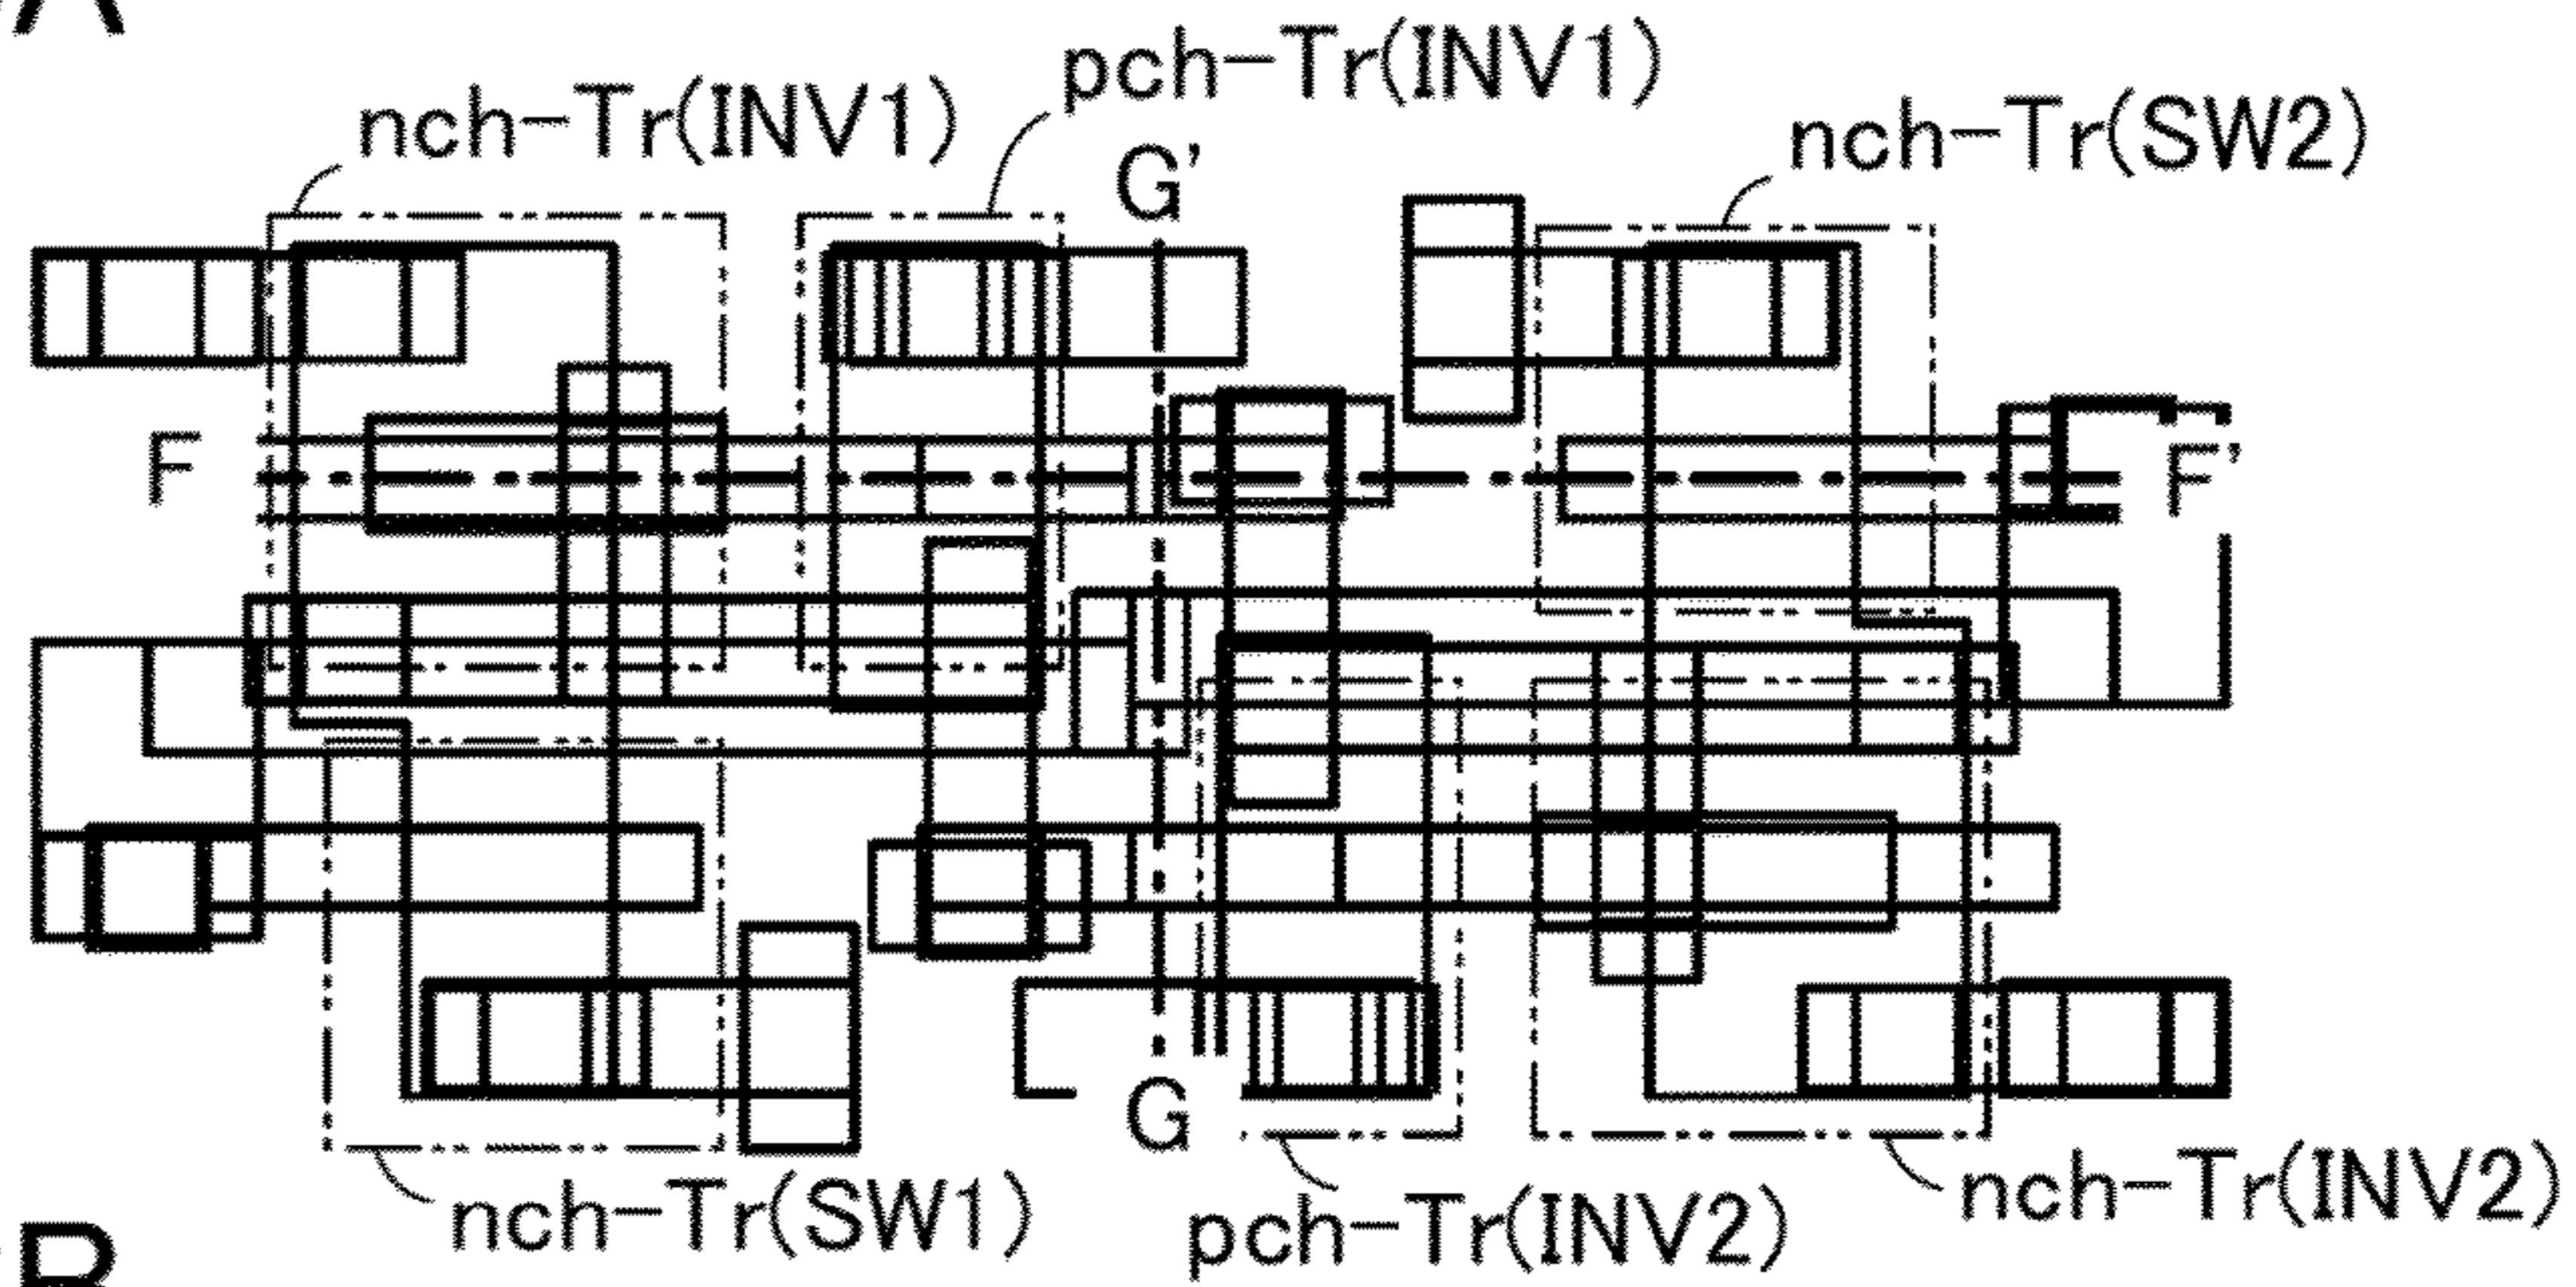 A
pch-Tr(INV1)
nch-Tr(INV1)
nch-Tr(SW2)
G'
F
F'
G
nch-Tr(SW1)
pch-Tr(INV2)
nch-Tr(INV2)
B